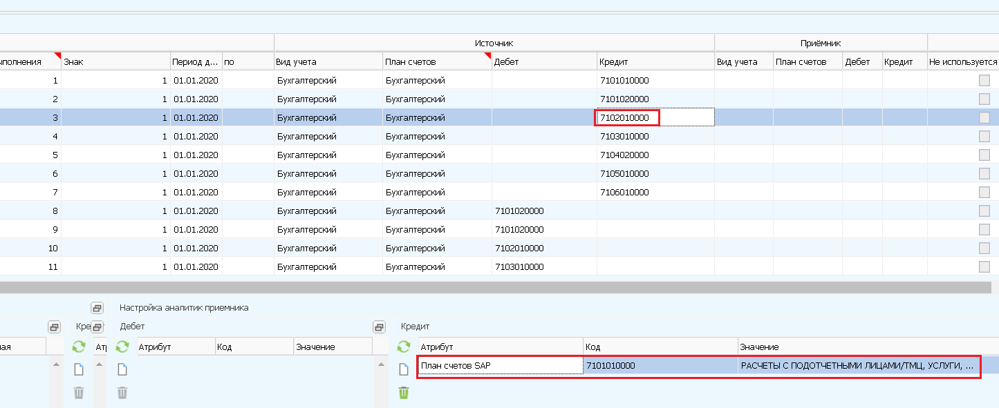 Источник Приёмник
ыполнения Знак Период д... по Вид учета План счетов Дебет Кредит Вид учета План счетов Дебет Кредит Не используется
1 1 01.01.2020 Бухгалтерский Бухгалтерский 7101010000
2 1 01.01.2020 Бухгалтерский Бухгалтерский 7101020000
3 1 01.01.2020 Бухгалтерский Бухгалтерский 7102010000
4 1 01.01.2020 Бухгалтерский Бухгалтерский 7103010000
5 1 01.01.2020 Бухгалтерский Бухгалтерский 7104020000
6 1 01.01.2020 Бухгалтерский Бухгалтерский 7105010000
7 1 01.01.2020 Бухгалтерский Бухгалтерский 7106010000
8 1 01.01.2020 Бухгалтерский Бухгалтерский 7101020000
9 1 01.01.2020 Бухгалтерский Бухгалтерский 7101020000
10 1 01.01.2020 Бухгалтерский Бухгалтерский 7102010000
11 1 01.01.2020 Бухгалтерский Бухгалтерский 7103010000
Настройка аналитик приемника
Кре Дебет Кредит
ая Атр Атрибут Код Значение Атрибут Код Значение
План счетов SAP 7101010000 РАСЧЕТЫ С ПОДОТЧЕТНЫМИ ЛИЦАМИ/ТМЦ, УСЛУГИ, ...